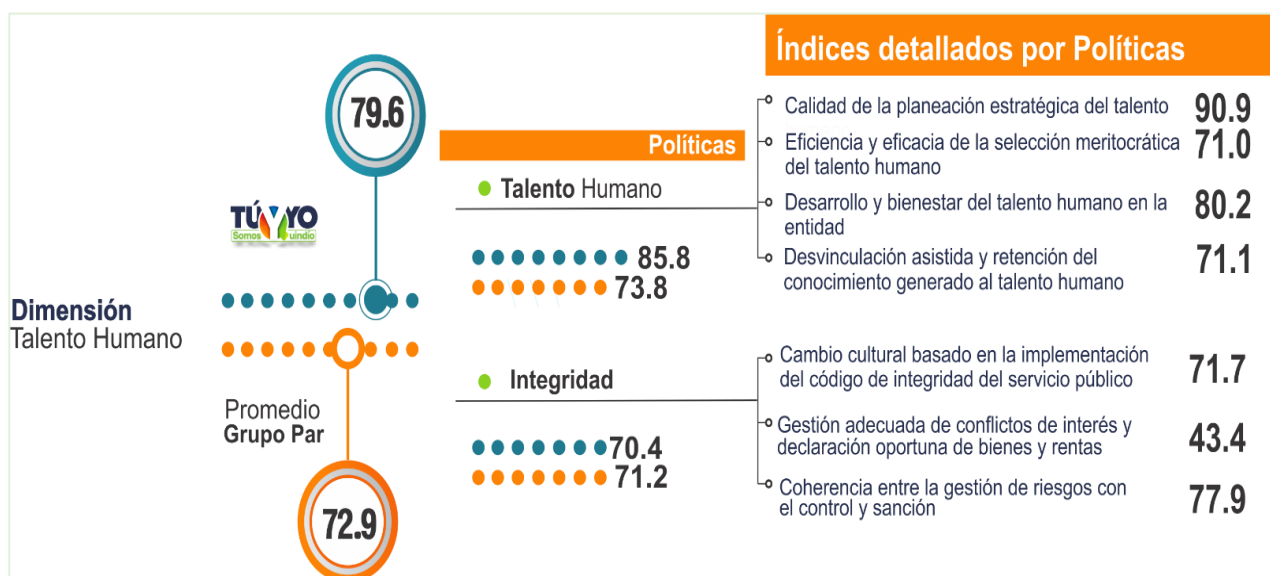 Índices detallados por Políticas
79.6
Políticas
Calidad de la planeación estratégica del talento
90.9
Eficiencia y eficacia de la selección meritocrática
del talento humano
71.0
Talento Humano
Desarrollo y bienestar del talento humano en la
entidad
80.2
TÚ Y YO
Somos Quindío
85.8
73.8
Desvinculación asistida y retención del
conocimiento generado al talento humano
71.1
Dimensión
Talento Humano
Integridad
Cambio cultural basado en la implementación
del código de integridad del servicio público
71.7
Promedio
Grupo Par
70.4
71.2
Gestión adecuada de conflictos de interés y
declaración oportuna de bienes y rentas
43.4
Coherencia entre la gestión de riesgos con
el control y sanción
77.9
72.9